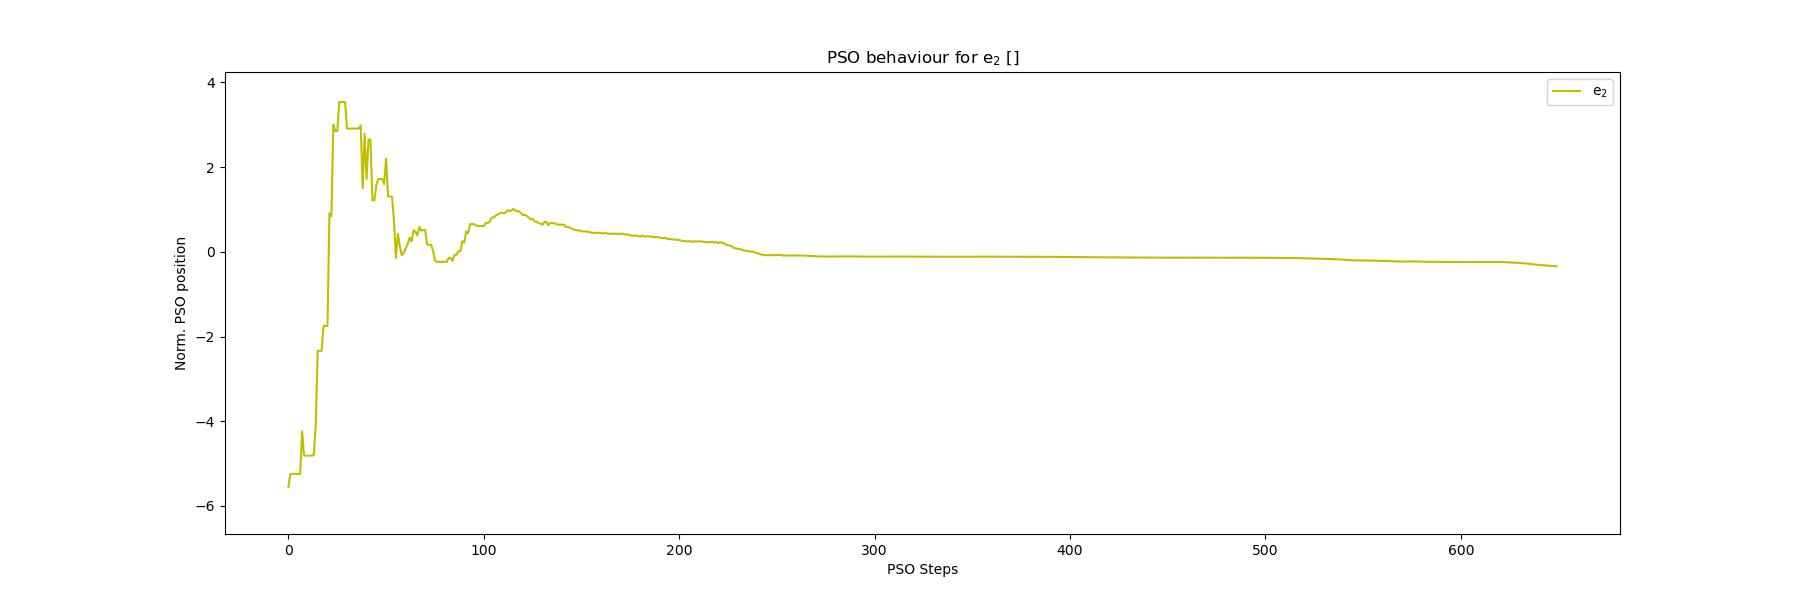 PSO behaviour for e₂ []
e₂
4
2
0
−2
−4
−6
Norm. PSO position
0 100 200 300 400 500 600
PSO Steps